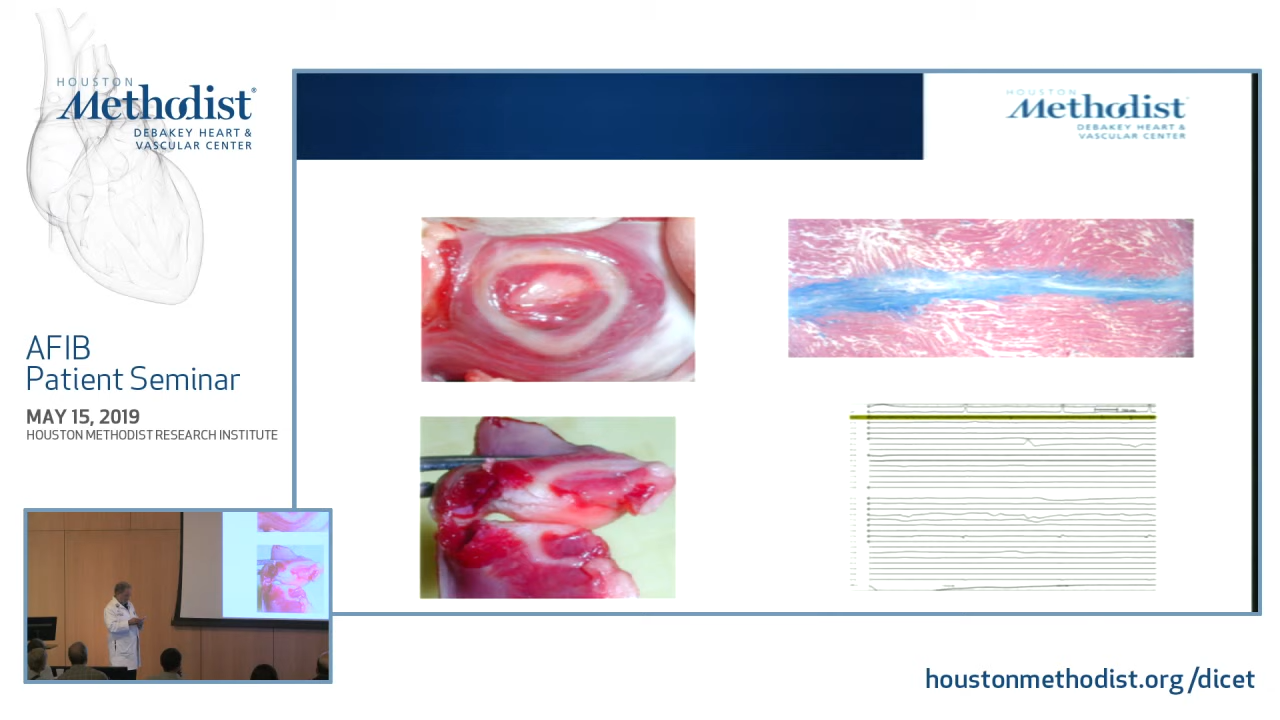 HOUSTON
Methodist®
DEBAKEY HEART &
VASCULAR CENTER
AFIB
Patient Seminar
MAY 15, 2019
HOUSTON METHODIST RESEARCH INSTITUTE
HOUSTON
Methodist
DEBAKEY HEART &
VASCULAR CENTER
houstonmethodist.org/dicet